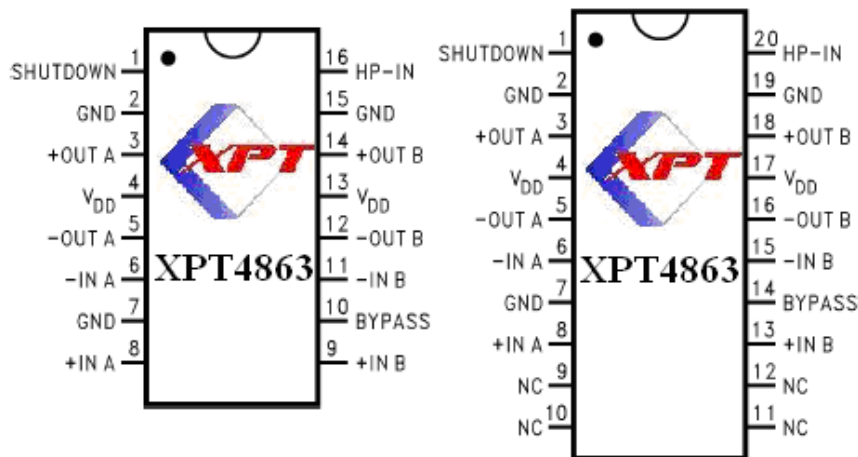 SHUTDOWN 1 16 HP-IN
GND 2 15 GND
+OUT A 3 14 +OUT B
VDD 4 13 VDD
-OUT A 5 12 -OUT B
-IN A 6 11 -IN B
GND 7 10 BYPASS
+IN A 8 9 +IN B
XPT
XPT4863
SHUTDOWN 1 20 HP-IN
GND 2 19 GND
+OUT A 3 18 +OUT B
VDD 4 17 VDD
-OUT A 5 16 -OUT B
-IN A 6 15 -IN B
GND 7 14 BYPASS
+IN A 8 13 +IN B
NC 9 12 NC
NC 10 11 NC
XPT
XPT4863